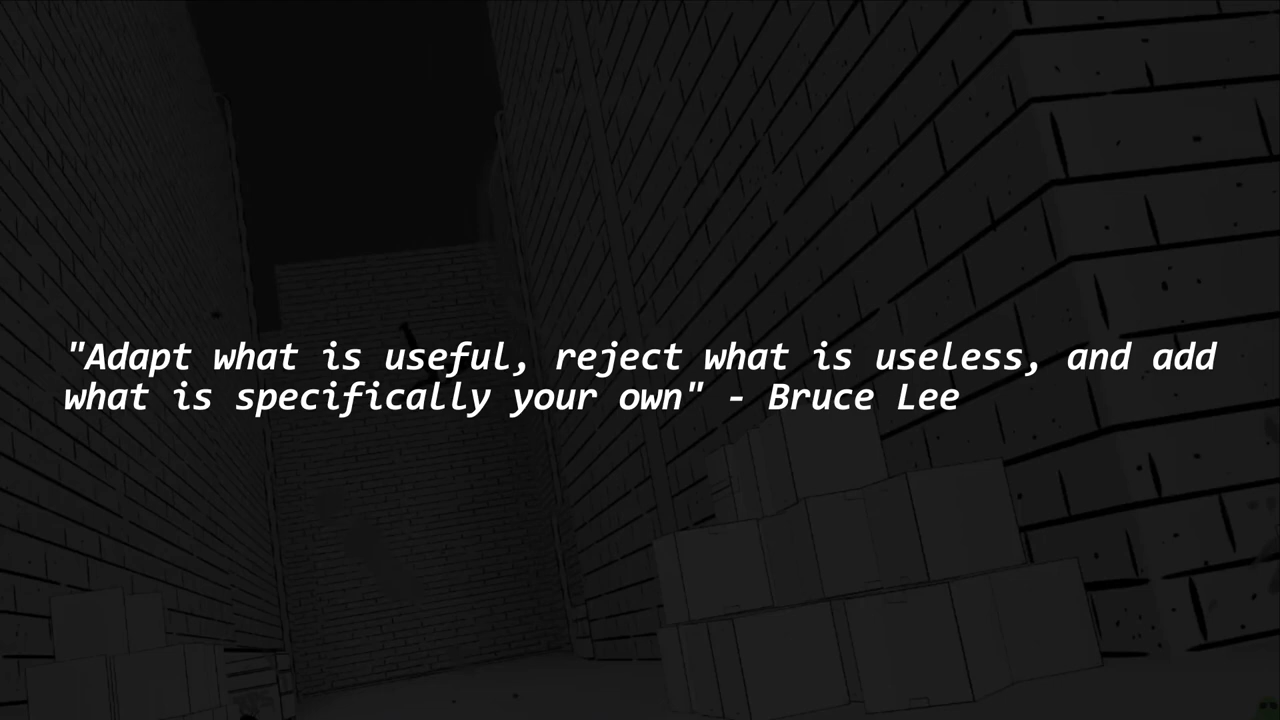 "Adapt what is useful, reject what is useless, and add
what is specifically your own" - Bruce Lee